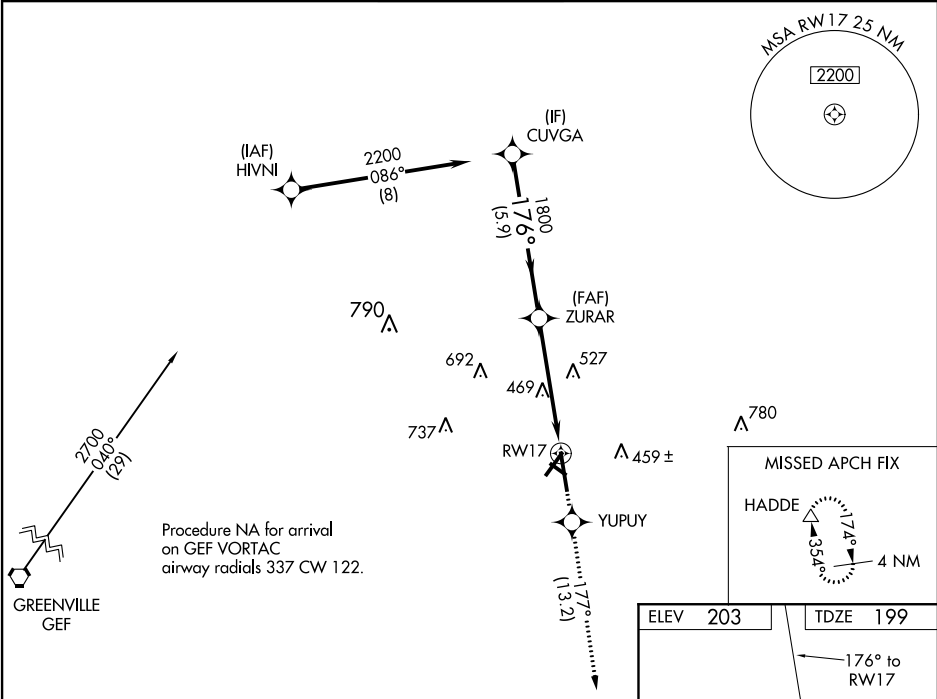 MSA RW17 25 NM
2200
(IF)
CUVGA
(IAF)
HIVNI
2200
086°
(8)
1800
176°
(5.9)
(FAF)
ZURAR
790
692
527
469
737
780
RW17
459 ±
2700
040°
(29)
MISSED APCH FIX
HADDE
174°
354°
4 NM
YUPUY
Procedure NA for arrival
on GEF VORTAC
airway radials 337 CW 122.
177°
(13.2)
GREENVILLE
GEF
ELEV 203
TDZE 199
176° to
RW17